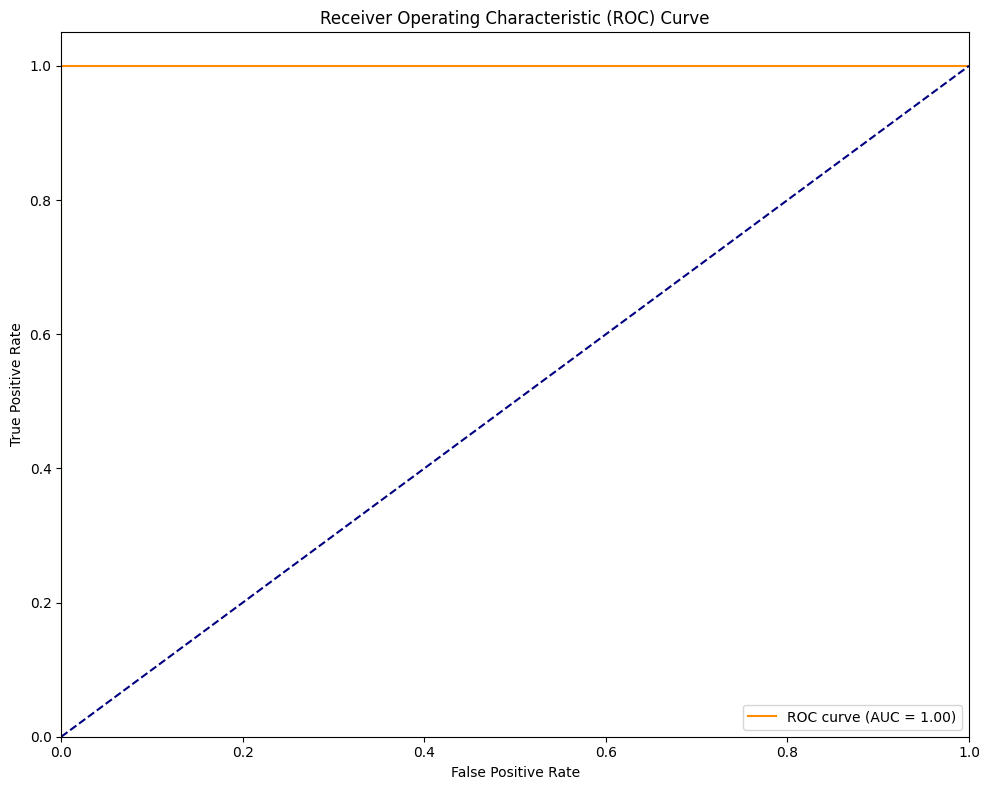 Receiver Operating Characteristic (ROC) Curve
1.0
0.8
0.6
0.4
0.2
0.0
True Positive Rate
0.0 0.2 0.4 0.6 0.8 1.0
False Positive Rate
ROC curve (AUC = 1.00)